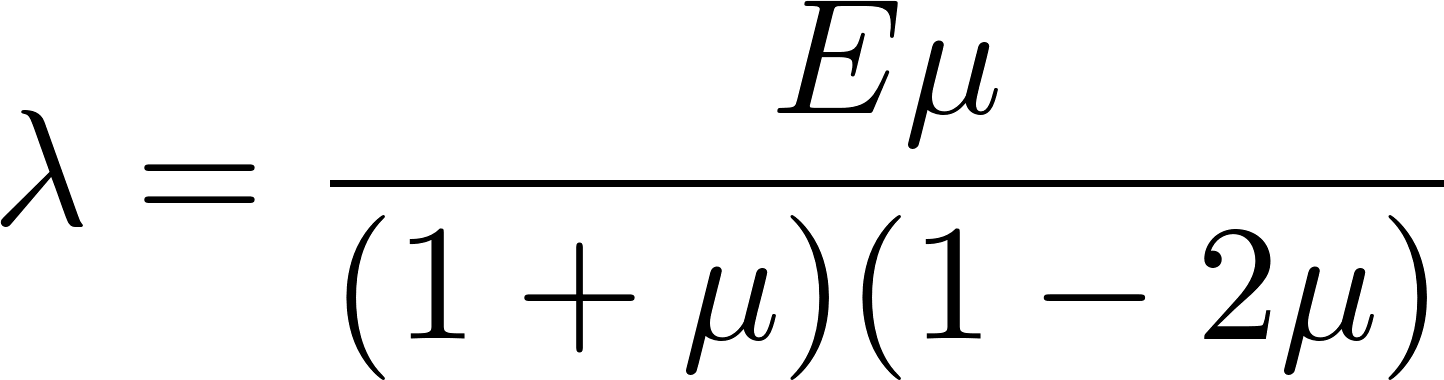 λ = Eμ / (1 + μ)(1 − 2μ)